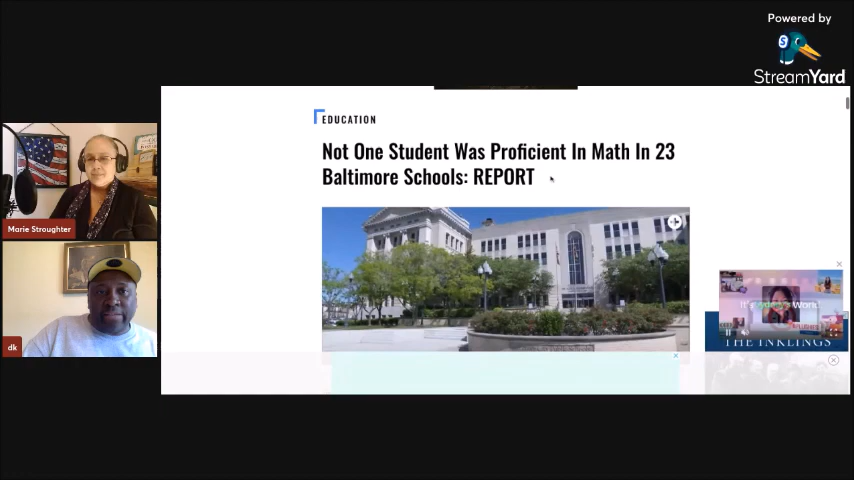 Powered by
StreamYard
EDUCATION
Not One Student Was Proficient In Math In 23
Baltimore Schools: REPORT
Marie Stroughter
dk
THE INKLINGS